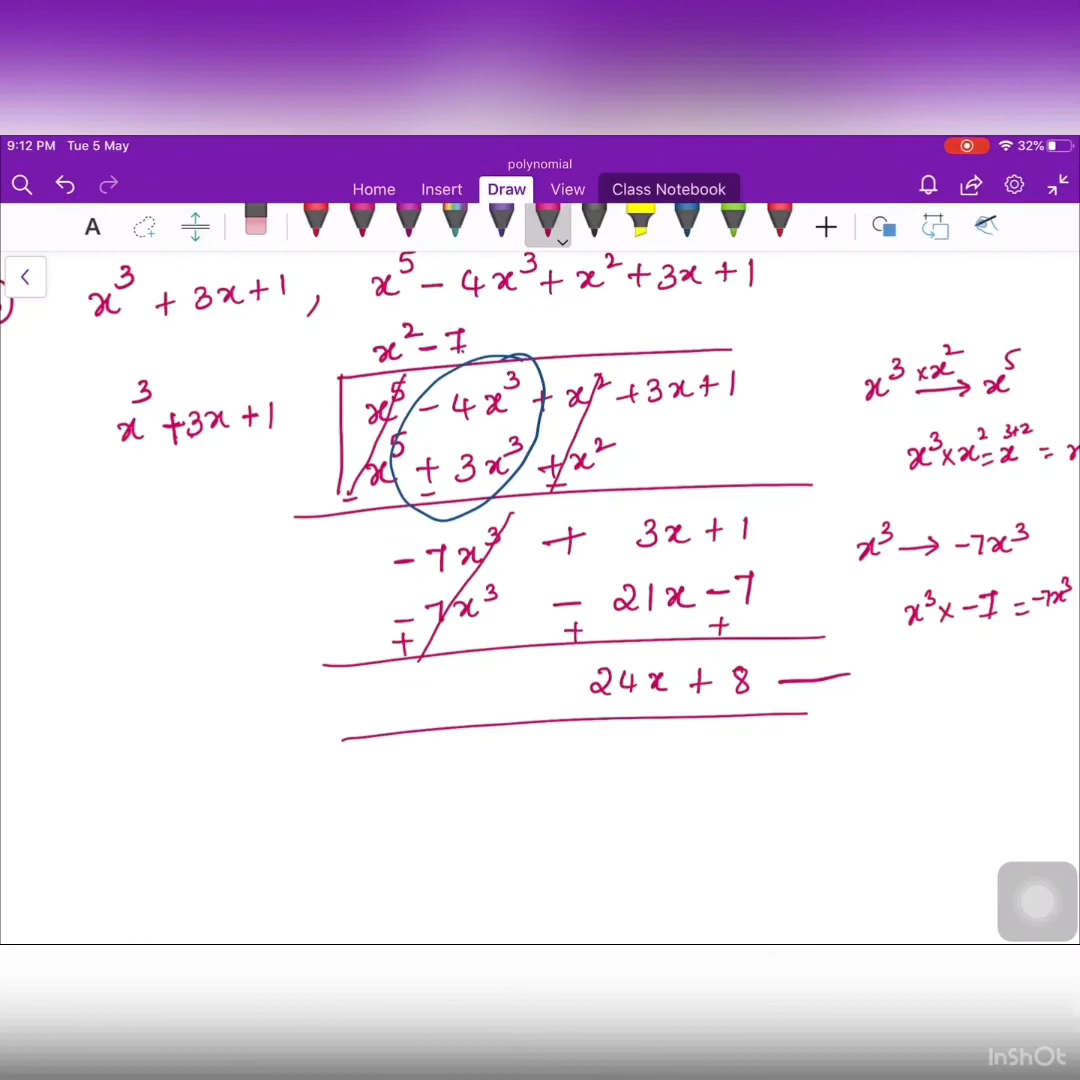 9:12 PM Tue 5 May 32%
polynomial
Home Insert Draw View Class Notebook
A
x³ + 3x + 1 , x⁵ - 4x³ + x² + 3x + 1
x² - 7
x³ + 3x + 1 x⁵ - 4x³ + x² + 3x + 1
x⁵ + 3x³ + x²
- - -
-7x³ + 3x + 1
-7x³ - 21x - 7
+ + +
24x + 8 —
x³ ×x² → x⁵
x³ × x² = x³⁺² =
x³ → -7x³
x³ × -7 = -7x³
InShOt